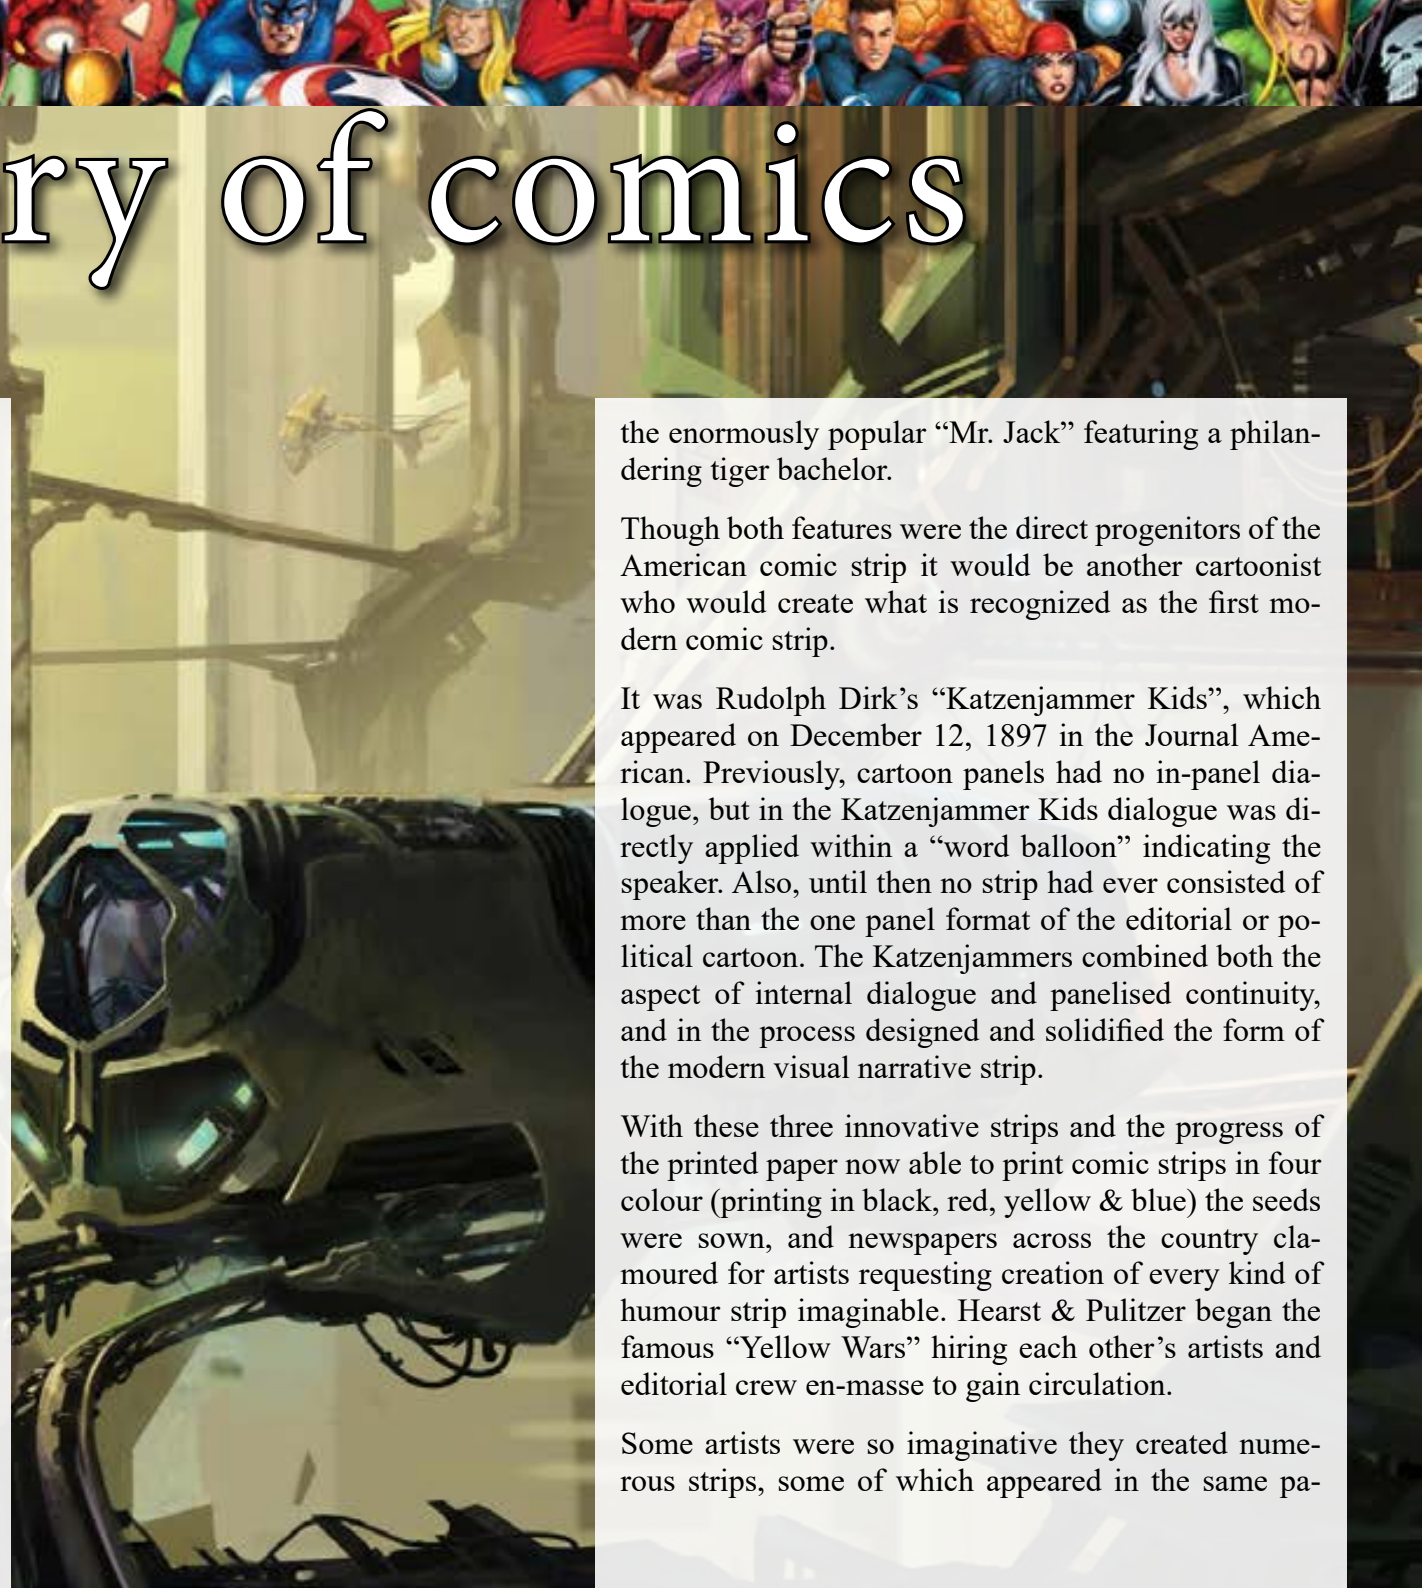 ry of comics
the enormously popular “Mr. Jack” featuring a philan-
dering tiger bachelor.
Though both features were the direct progenitors of the
American comic strip it would be another cartoonist
who would create what is recognized as the first mo-
dern comic strip.
It was Rudolph Dirk’s “Katzenjammer Kids”, which
appeared on December 12, 1897 in the Journal Ame-
rican. Previously, cartoon panels had no in-panel dia-
logue, but in the Katzenjammer Kids dialogue was di-
rectly applied within a “word balloon” indicating the
speaker. Also, until then no strip had ever consisted of
more than the one panel format of the editorial or po-
litical cartoon. The Katzenjammers combined both the
aspect of internal dialogue and panelised continuity,
and in the process designed and solidified the form of
the modern visual narrative strip.
With these three innovative strips and the progress of
the printed paper now able to print comic strips in four
colour (printing in black, red, yellow & blue) the seeds
were sown, and newspapers across the country cla-
moured for artists requesting creation of every kind of
humour strip imaginable. Hearst & Pulitzer began the
famous “Yellow Wars” hiring each other’s artists and
editorial crew en-masse to gain circulation.
Some artists were so imaginative they created nume-
rous strips, some of which appeared in the same pa-